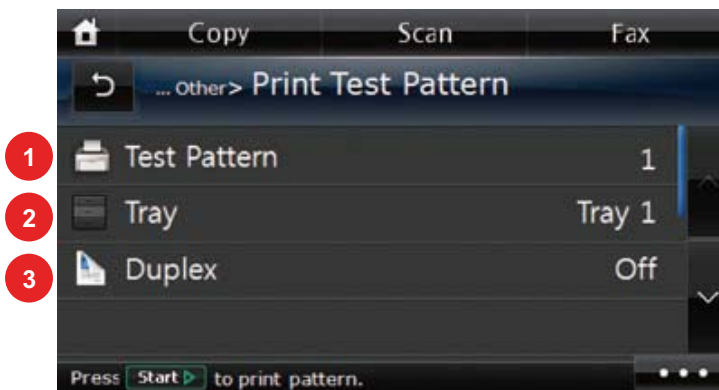 Copy Scan Fax
... Other> Print Test Pattern
1 Test Pattern 1
2 Tray Tray 1
3 Duplex Off
Press Start to print pattern.